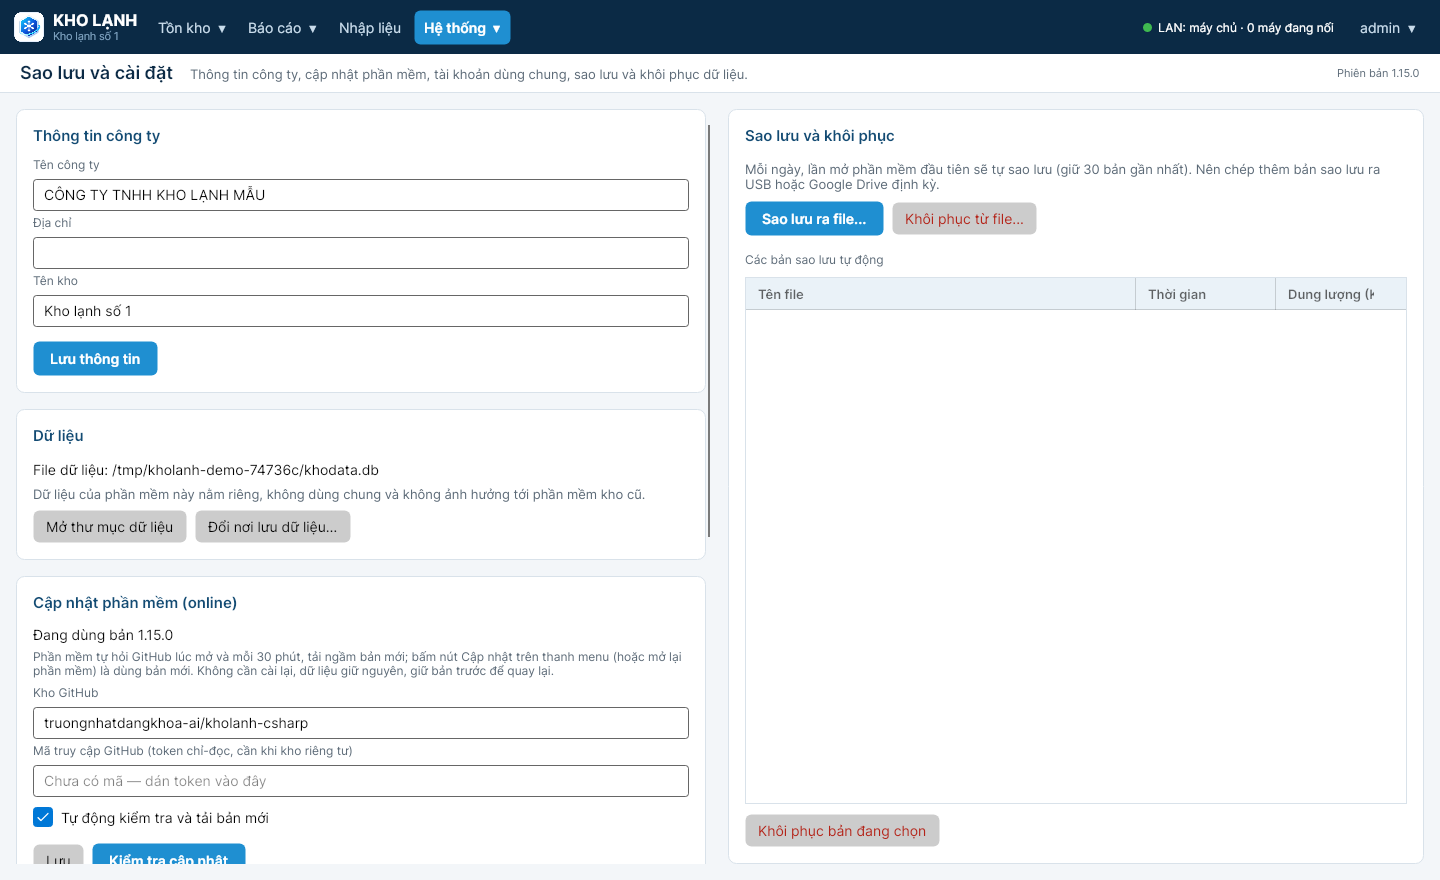 KHO LẠNH
Kho lạnh số 1
Tồn kho ▾
Báo cáo ▾
Nhập liệu
Hệ thống ▾
LAN: máy chủ · 0 máy đang nối
admin ▾
Sao lưu và cài đặt
Thông tin công ty, cập nhật phần mềm, tài khoản dùng chung, sao lưu và khôi phục dữ liệu.
Phiên bản 1.15.0
Thông tin công ty
Tên công ty
CÔNG TY TNHH KHO LẠNH MẪU
Địa chỉ
Tên kho
Kho lạnh số 1
Lưu thông tin
Dữ liệu
File dữ liệu: /tmp/kholanh-demo-74736c/khodata.db
Dữ liệu của phần mềm này nằm riêng, không dùng chung và không ảnh hưởng tới phần mềm kho cũ.
Mở thư mục dữ liệu
Đổi nơi lưu dữ liệu...
Cập nhật phần mềm (online)
Đang dùng bản 1.15.0
Phần mềm tự hỏi GitHub lúc mở và mỗi 30 phút, tải ngầm bản mới; bấm nút Cập nhật trên thanh menu (hoặc mở lại
phần mềm) là dùng bản mới. Không cần cài lại, dữ liệu giữ nguyên, giữ bản trước để quay lại.
Kho GitHub
truongnhatdangkhoa-ai/kholanh-csharp
Mã truy cập GitHub (token chỉ-đọc, cần khi kho riêng tư)
Chưa có mã — dán token vào đây
Tự động kiểm tra và tải bản mới
Lưu
Kiểm tra cập nhật
Sao lưu và khôi phục
Mỗi ngày, lần mở phần mềm đầu tiên sẽ tự sao lưu (giữ 30 bản gần nhất). Nên chép thêm bản sao lưu ra
USB hoặc Google Drive định kỳ.
Sao lưu ra file...
Khôi phục từ file...
Các bản sao lưu tự động
Tên file
Thời gian
Dung lượng (K
Khôi phục bản đang chọn